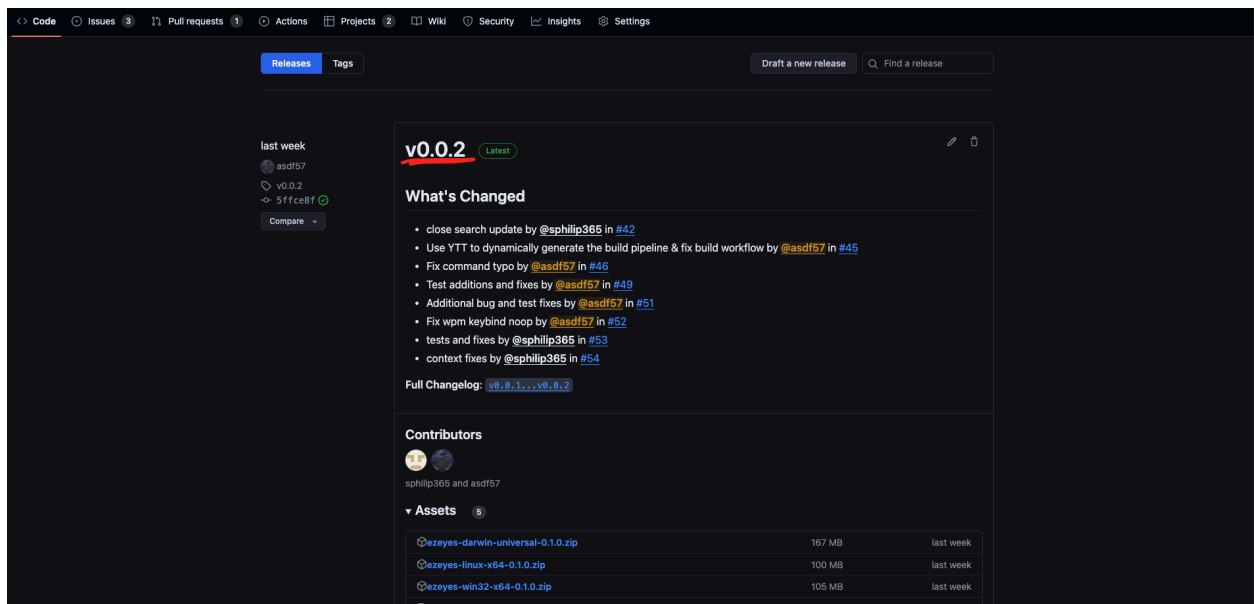 Code Issues 3 Pull requests 1 Actions Projects 2 Wiki Security Insights Settings
Releases Tags Draft a new release Find a release
last week
asdf57
v0.0.2
5ffce8f
Compare
v0.0.2 Latest
What's Changed
close search update by @sphilip365 in #42
Use YTT to dynamically generate the build pipeline & fix build workflow by @asdf57 in #45
Fix command typo by @asdf57 in #46
Test additions and fixes by @asdf57 in #49
Additional bug and test fixes by @asdf57 in #51
Fix wpm keybind noop by @asdf57 in #52
tests and fixes by @sphilip365 in #53
context fixes by @sphilip365 in #54
Full Changelog: v0.0.1...v0.0.2
Contributors
sphilip365 and asdf57
Assets 5
ezeyes-darwin-universal-0.1.0.zip 167 MB last week
ezeyes-linux-x64-0.1.0.zip 100 MB last week
ezeyes-win32-x64-0.1.0.zip 105 MB last week